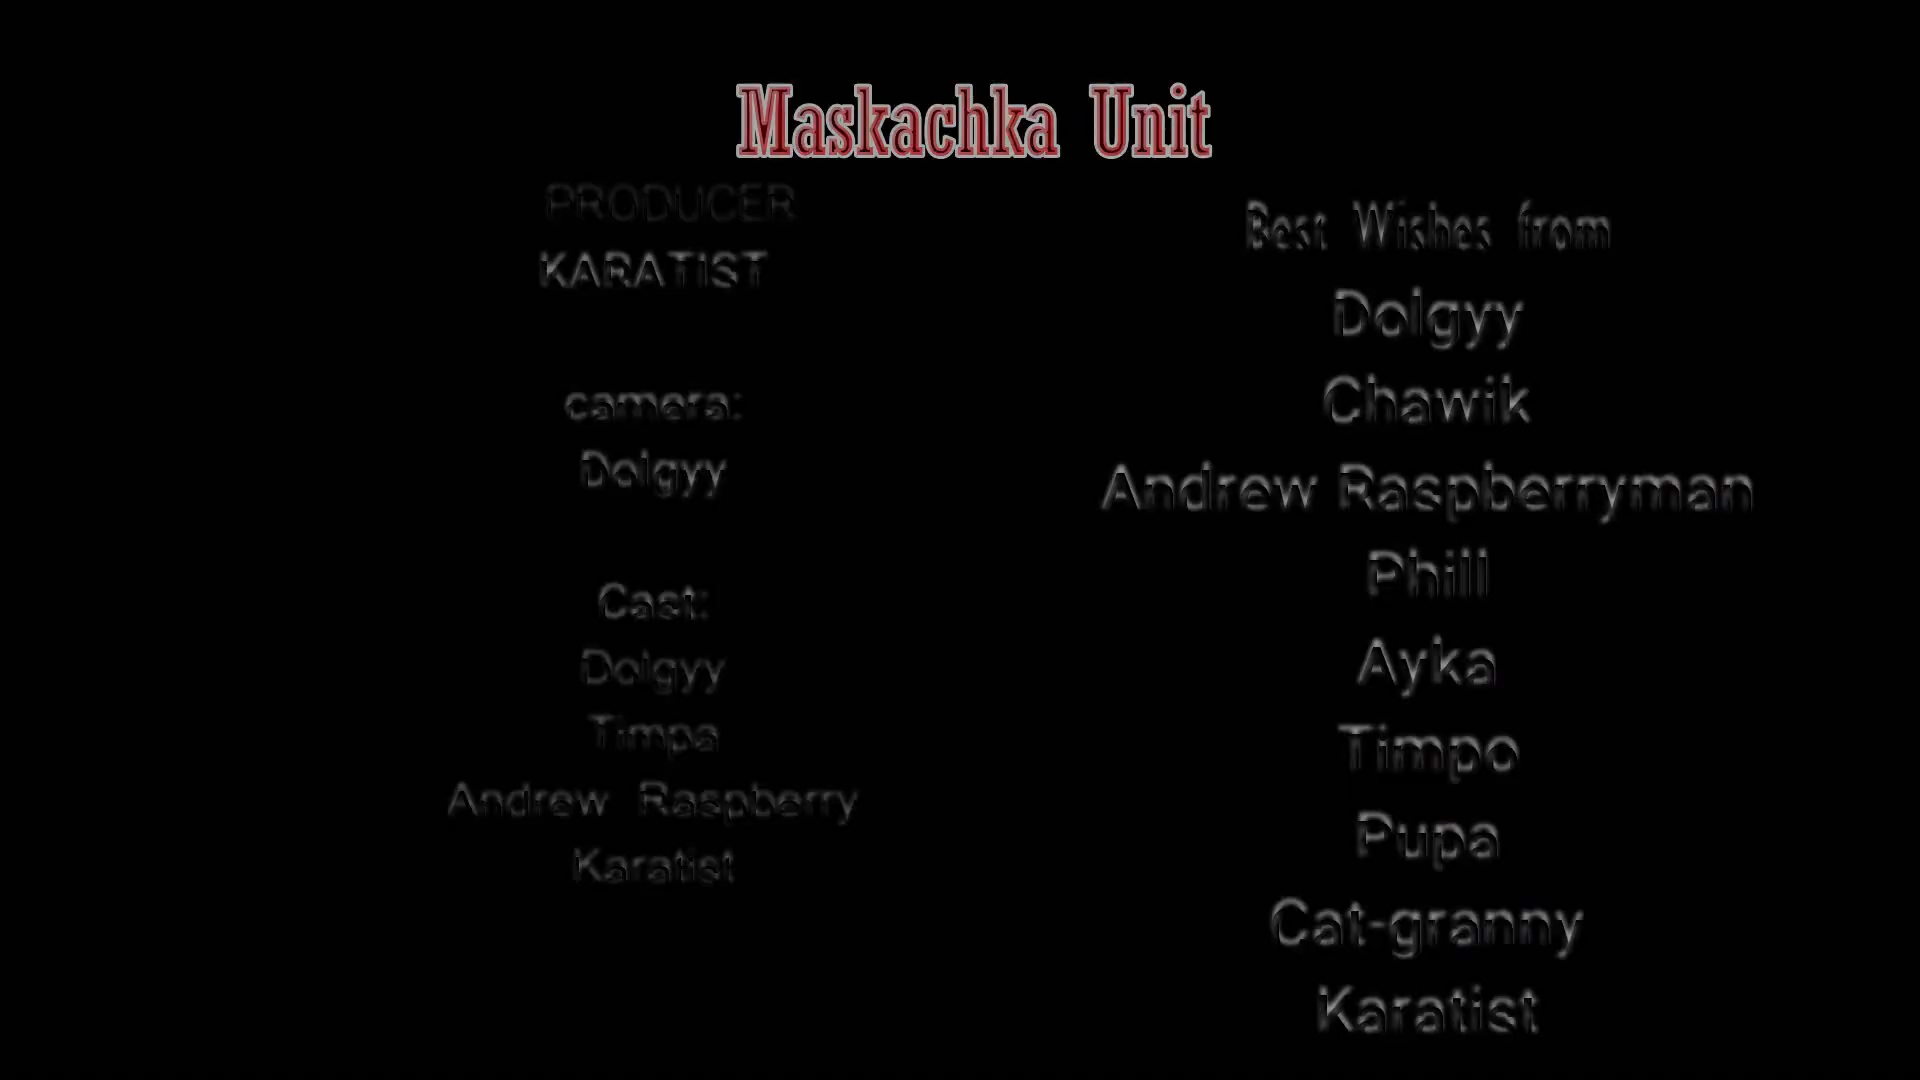 Maskachka Unit
PRODUCER
KARATIST
camera:
Dolgyy
Cast:
Dolgyy
Timpa
Andrew Raspberry
Karatist
Best Wishes from
Dolgyy
Chawik
Andrew Raspberryman
Phill
Ayka
Timpo
Pupa
Cat-granny
Karatist